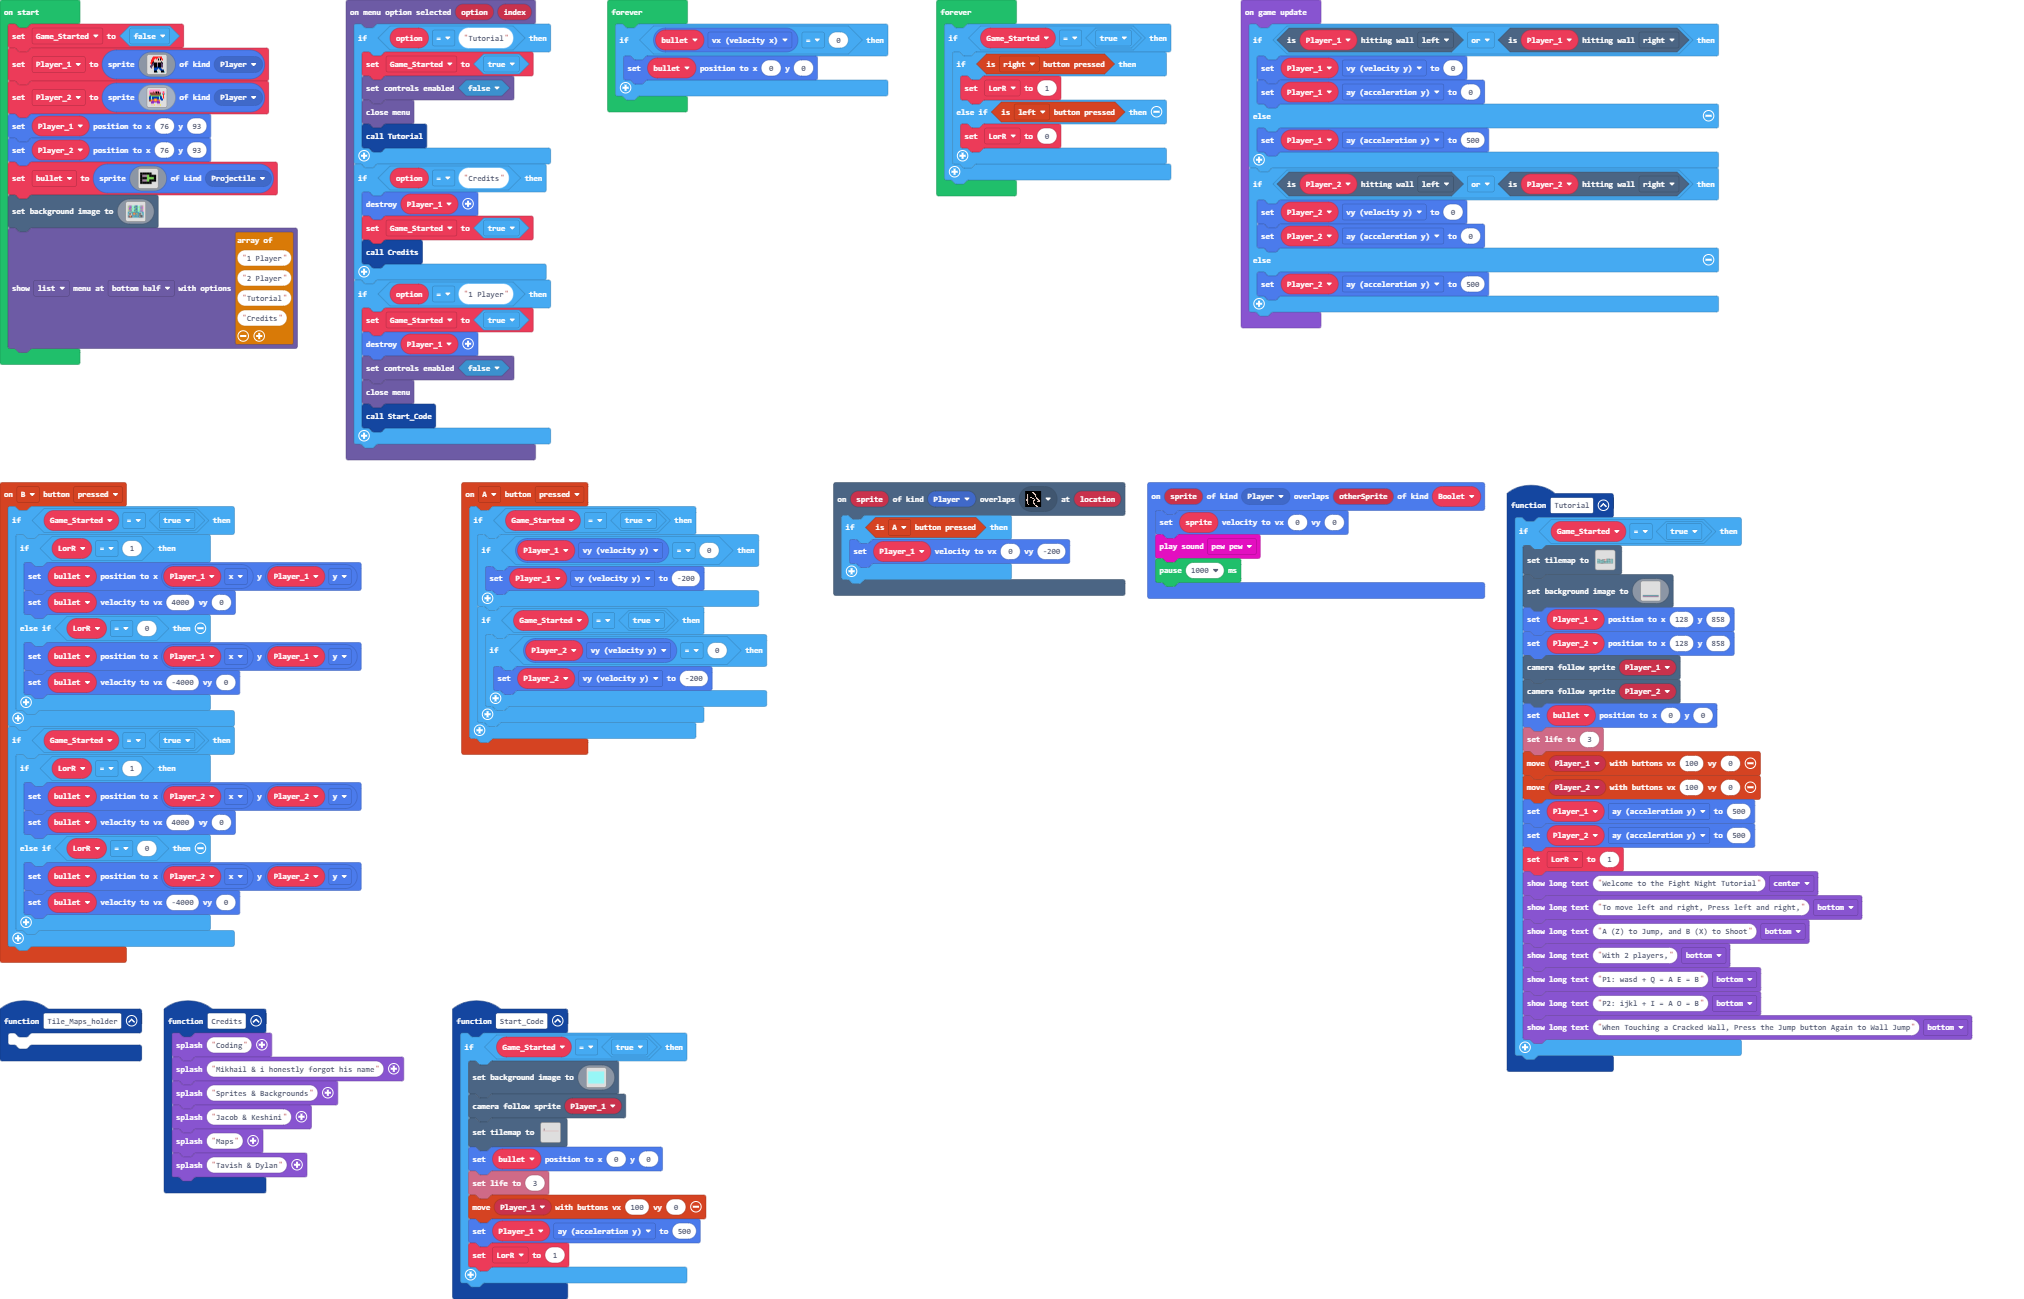 on start
set Game_Started to false
set Player_1 to sprite of kind Player
set Player_2 to sprite of kind Player
set Player_1 position to x 76 y 93
set Player_2 position to x 76 y 93
set bullet to sprite of kind Projectile
set background image to
show list menu at bottom half with options
array of
"1 Player"
"2 Player"
"Tutorial"
"Credits"
on menu option selected option index
if option = "Tutorial" then
set Game_Started to true
set controls enabled false
close menu
call Tutorial
if option = "Credits" then
destroy Player_1
set Game_Started to true
call Credits
if option = "1 Player" then
set Game_Started to true
destroy Player_1
set controls enabled false
close menu
call Start_Code
forever
if bullet vx (velocity x) = 0 then
set bullet position to x 0 y 0
forever
if Game_Started = true then
if is right button pressed then
set LorR to 1
else if is left button pressed then
set LorR to 0
on game update
if is Player_1 hitting wall left or is Player_1 hitting wall right then
set Player_1 vy (velocity y) to 0
set Player_1 ay (acceleration y) to 0
else
set Player_1 ay (acceleration y) to 500
if is Player_2 hitting wall left or is Player_2 hitting wall right then
set Player_2 vy (velocity y) to 0
set Player_2 ay (acceleration y) to 0
else
set Player_2 ay (acceleration y) to 500
on B button pressed
if Game_Started = true then
if LorR = 1 then
set bullet position to x Player_1 x y Player_1 y
set bullet velocity to vx 4000 vy 0
else if LorR = 0 then
set bullet position to x Player_1 x y Player_1 y
set bullet velocity to vx -4000 vy 0
if Game_Started = true then
if LorR = 1 then
set bullet position to x Player_2 x y Player_2 y
set bullet velocity to vx 4000 vy 0
else if LorR = 0 then
set bullet position to x Player_2 x y Player_2 y
set bullet velocity to vx -4000 vy 0
on A button pressed
if Game_Started = true then
if Player_1 vy (velocity y) = 0 then
set Player_1 vy (velocity y) to -200
if Game_Started = true then
if Player_2 vy (velocity y) = 0 then
set Player_2 vy (velocity y) to -200
on sprite of kind Player overlaps at location
if is A button pressed then
set Player_1 velocity to vx 0 vy -200
on sprite of kind Player overlaps otherSprite of kind Boolet
set sprite velocity to vx 0 vy 0
play sound pew pew
pause 1000 ms
function Tutorial
if Game_Started = true then
set tilemap to
set background image to
set Player_1 position to x 128 y 858
set Player_2 position to x 128 y 858
camera follow sprite Player_1
camera follow sprite Player_2
set bullet position to x 0 y 0
set life to 3
move Player_1 with buttons vx 100 vy 0
move Player_2 with buttons vx 100 vy 0
set Player_1 ay (acceleration y) to 500
set Player_2 ay (acceleration y) to 500
set LorR to 1
show long text "Welcome to the Fight Night Tutorial" center
show long text "To move left and right, Press left and right," bottom
show long text "A (Z) to Jump, and B (X) to Shoot" bottom
show long text "With 2 players," bottom
show long text "P1: wasd + Q = A E = B" bottom
show long text "P2: ijkl + I = A O = B" bottom
show long text "When Touching a Cracked Wall, Press the Jump button Again to Wall Jump" bottom
function Tile_Maps_holder
function Credits
splash "Coding"
splash "Mikhail & i honestly forgot his name"
splash "Sprites & Backgrounds"
splash "Jacob & Keshini"
splash "Maps"
splash "Tavish & Dylan"
function Start_Code
if Game_Started = true then
set background image to
camera follow sprite Player_1
set tilemap to
set bullet position to x 0 y 0
set life to 3
move Player_1 with buttons vx 100 vy 0
set Player_1 ay (acceleration y) to 500
set LorR to 1